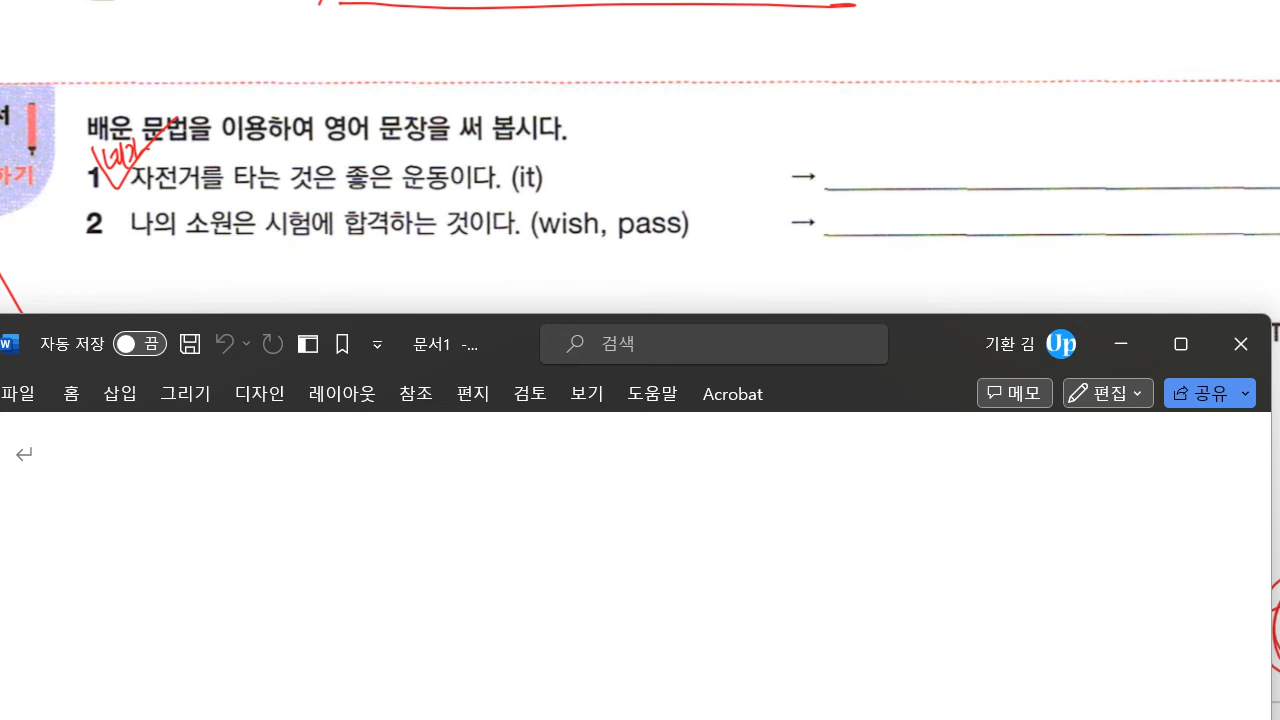 배운 문법을 이용하여 영어 문장을 써 봅시다.
1 자전거를 타는 것은 좋은 운동이다. (it) →
2 나의 소원은 시험에 합격하는 것이다. (wish, pass) →
하기
자동 저장 끔 문서1 -... 검색 기환 김 Up
파일 홈 삽입 그리기 디자인 레이아웃 참조 편지 검토 보기 도움말 Acrobat 메모 편집 공유